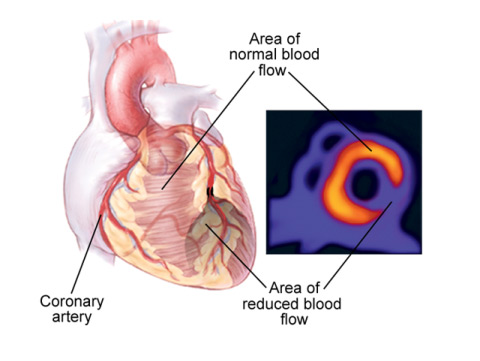 Area of
normal blood
flow
Coronary
artery
Area of
reduced blood
flow